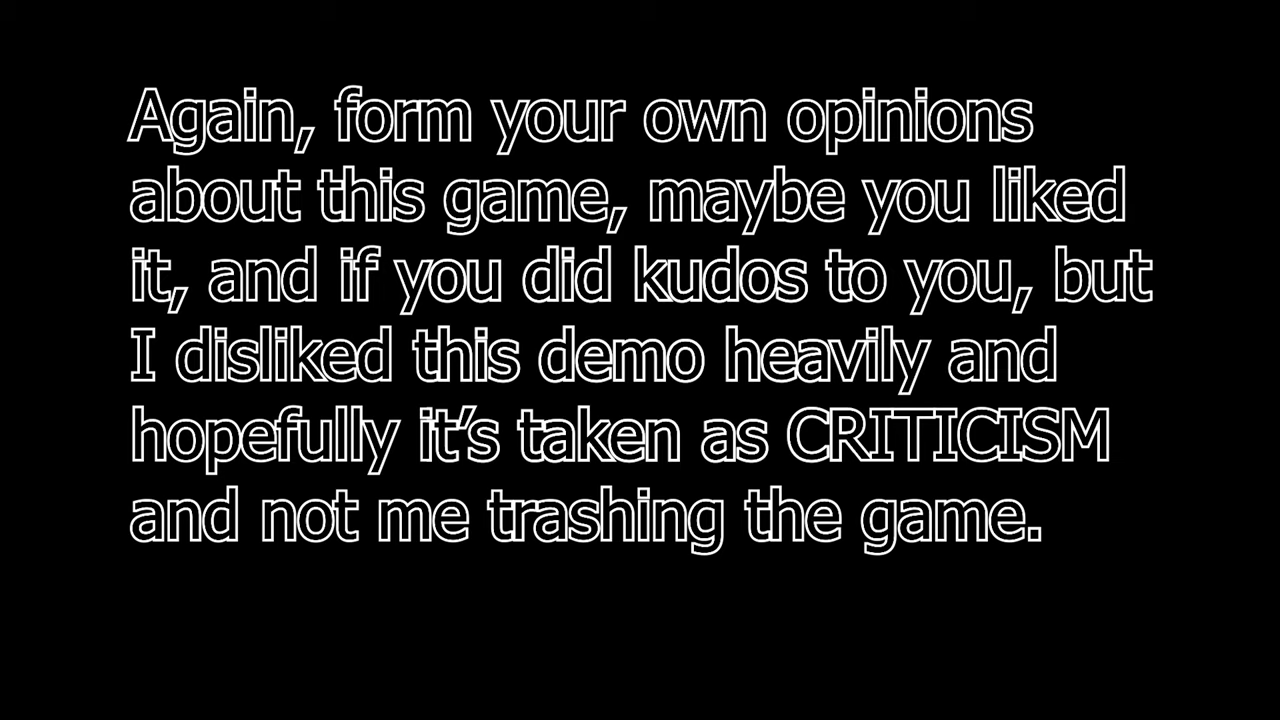 Again, form your own opinions
about this game, maybe you liked
it, and if you did kudos to you, but
I disliked this demo heavily and
hopefully it’s taken as CRITICISM
and not me trashing the game.